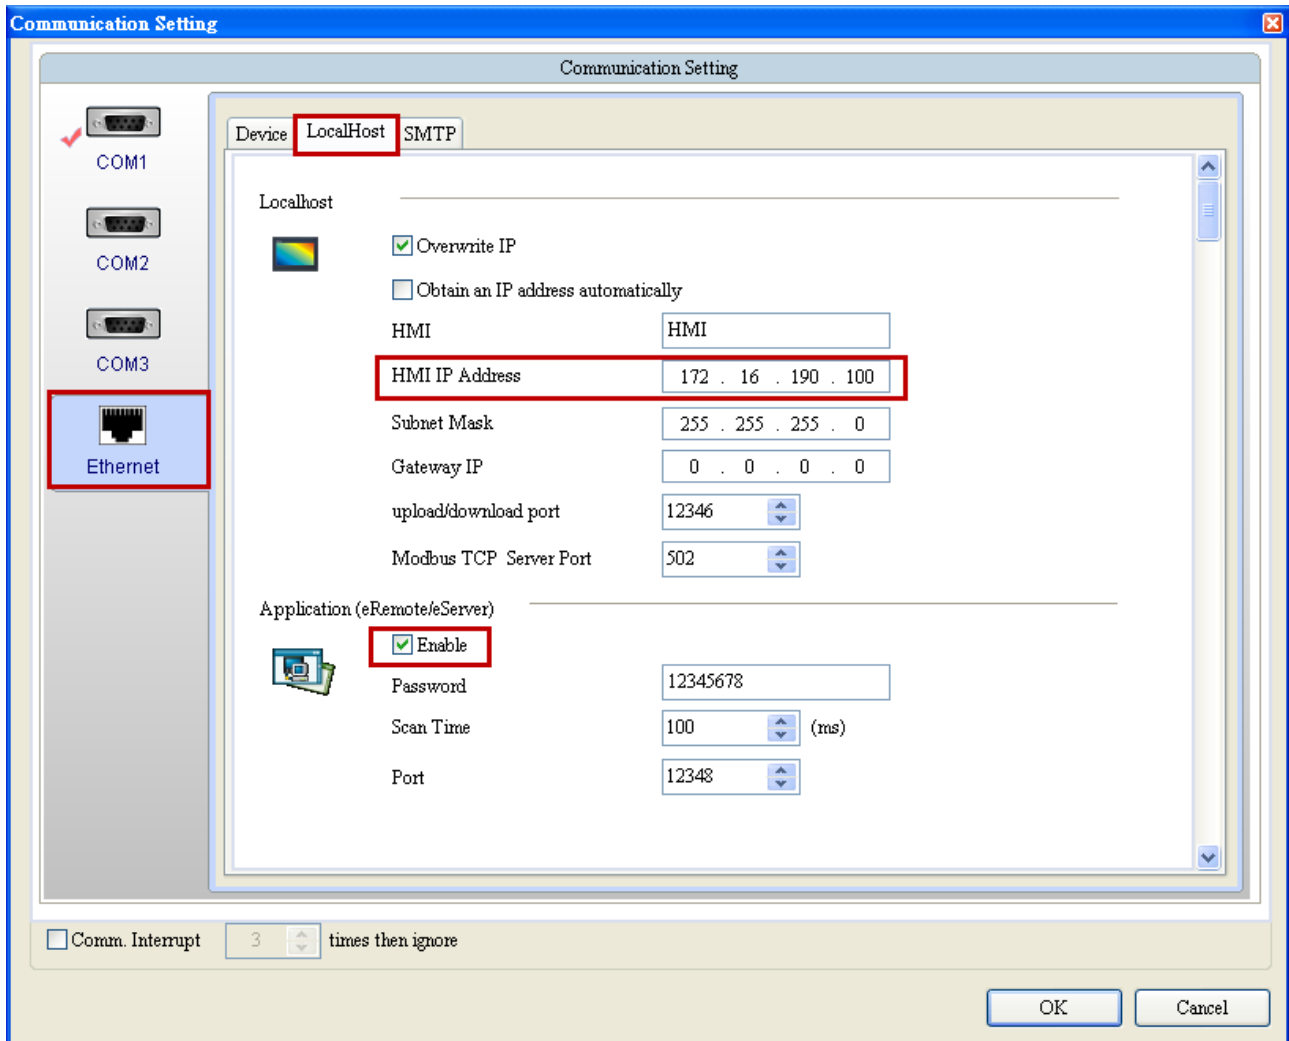 Communication Setting
Communication Setting
COM1
COM2
COM3
Ethernet
Device LocalHost SMTP
Localhost
Overwrite IP
Obtain an IP address automatically
HMI HMI
HMI IP Address 172 . 16 . 190 . 100
Subnet Mask 255 . 255 . 255 . 0
Gateway IP 0 . 0 . 0 . 0
upload/download port 12346
Modbus TCP Server Port 502
Application (eRemote/eServer)
Enable
Password 12345678
Scan Time 100 (ms)
Port 12348
Comm. Interrupt 3 times then ignore
OK Cancel